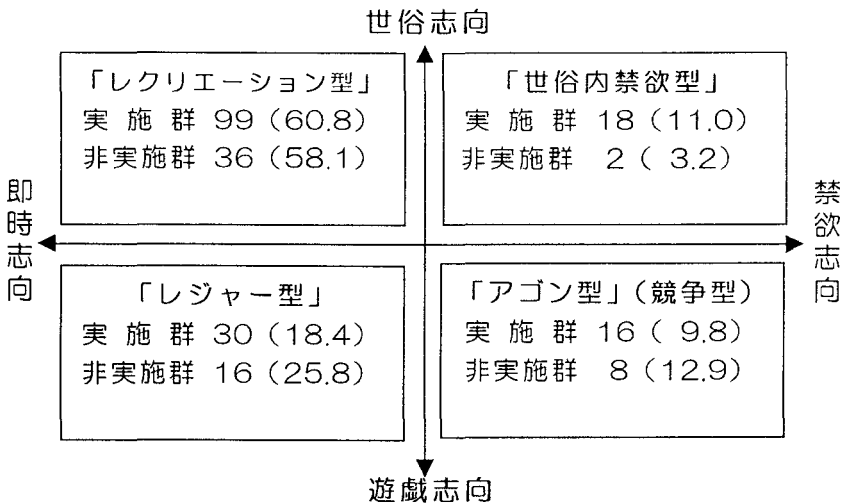 世俗志向
「レクリエーション型」
実施群 99(60.8)
非実施群 36(58.1)
「世俗内禁欲型」
実施群 18(11.0)
非実施群 2( 3.2)
即時志向
禁欲志向
「レジャー型」
実施群 30(18.4)
非実施群 16(25.8)
「アゴン型」(競争型)
実施群 16( 9.8)
非実施群 8(12.9)
遊戯志向